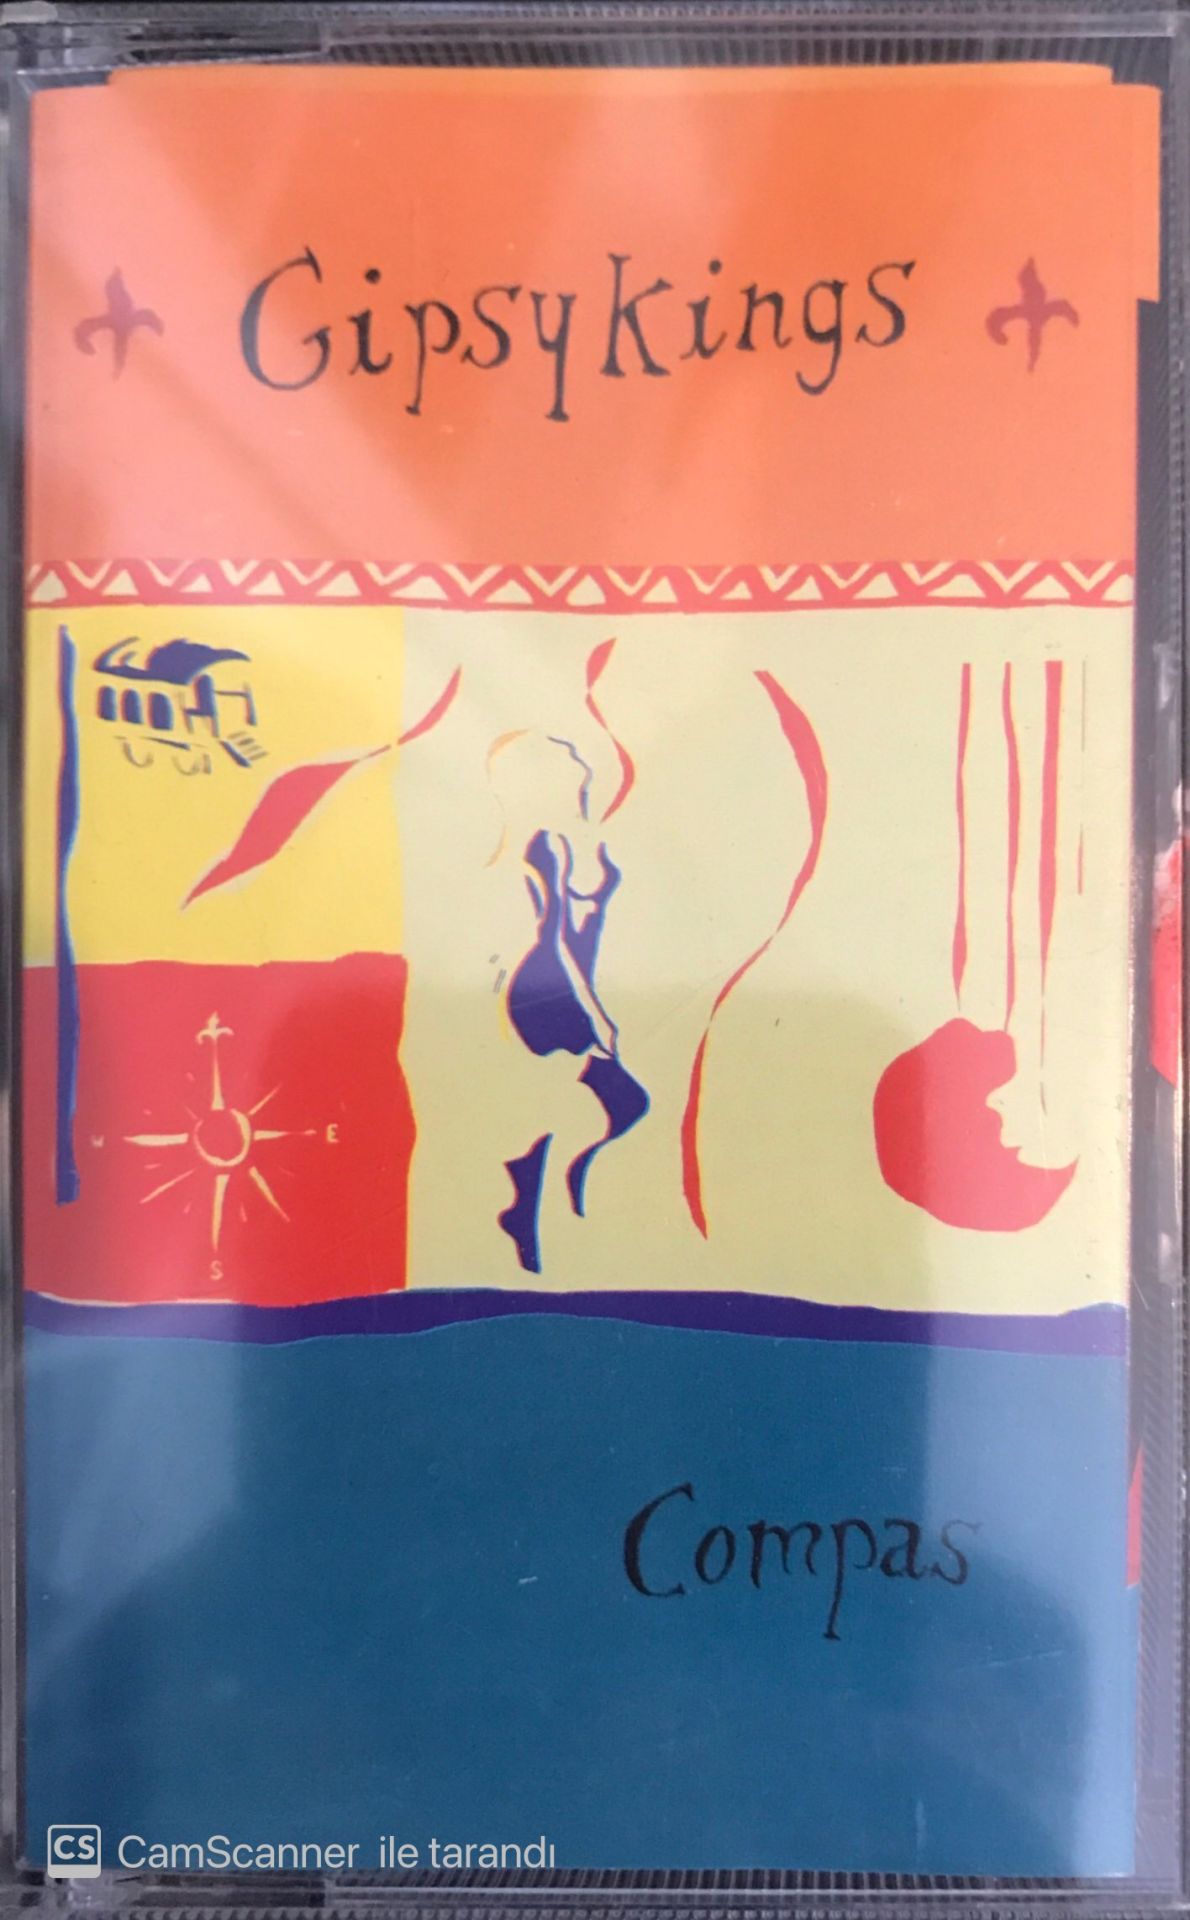 Gipsy Kings
W E
S
Compas
CS CamScanner ile tarandı